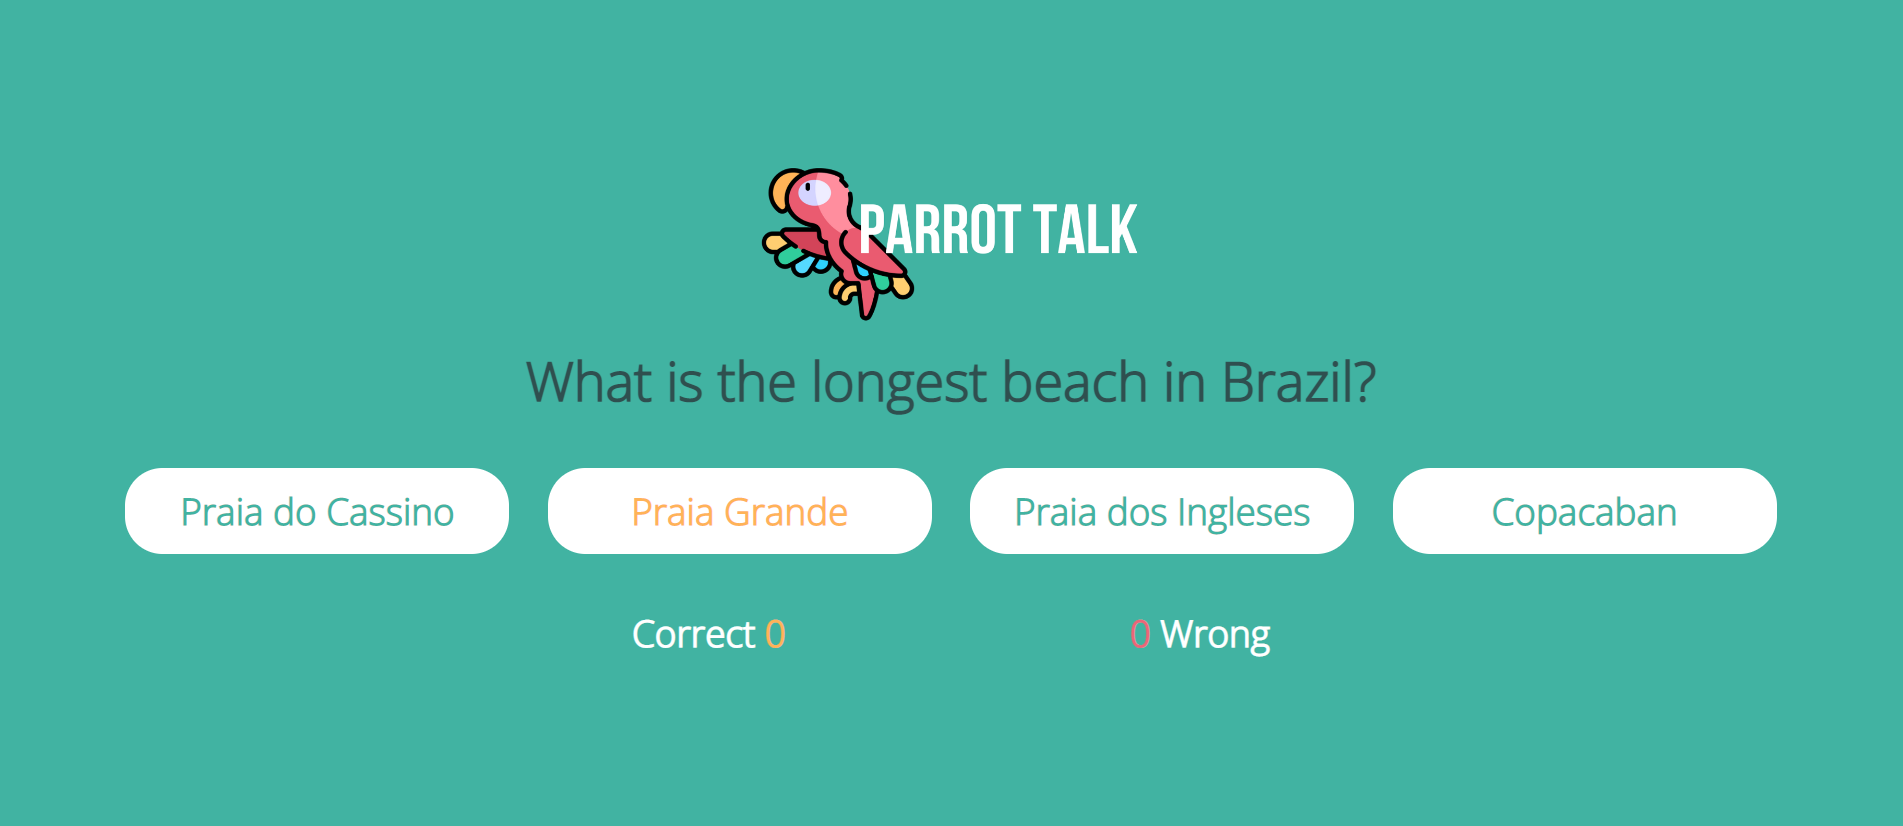 PARROT TALK
What is the longest beach in Brazil?
Praia do Cassino
Praia Grande
Praia dos Ingleses
Copacaban
Correct 0
0 Wrong